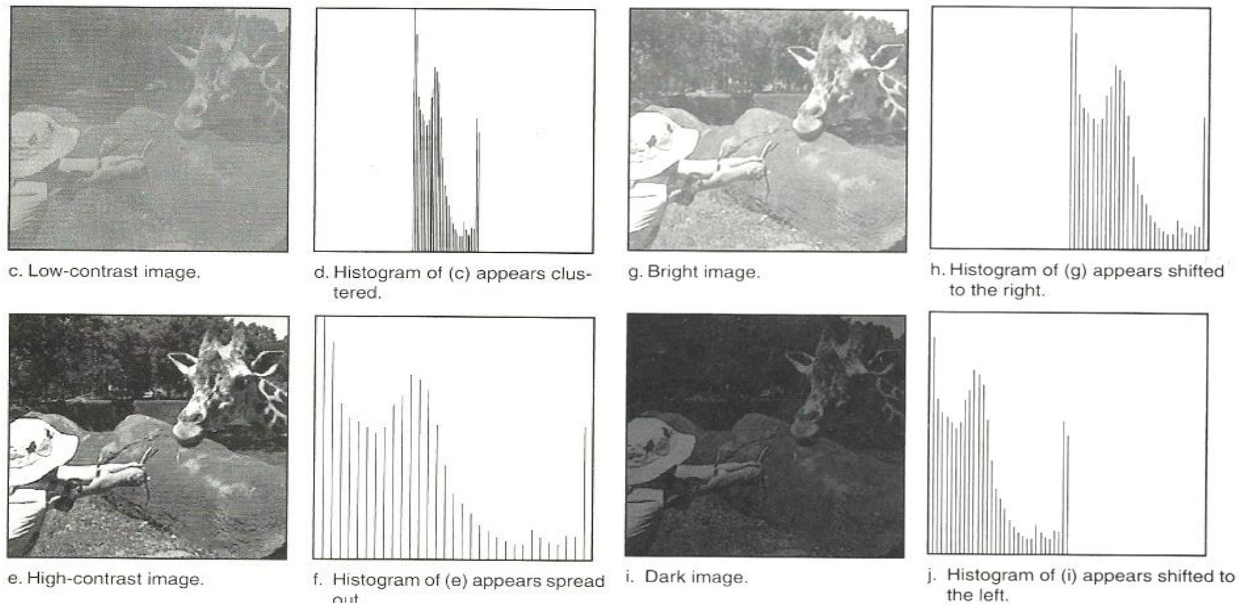 c. Low-contrast image.
d. Histogram of (c) appears clus-
tered.
g. Bright image.
h. Histogram of (g) appears shifted
to the right.
e. High-contrast image.
f. Histogram of (e) appears spread
out.
i. Dark image.
j. Histogram of (i) appears shifted to
the left.